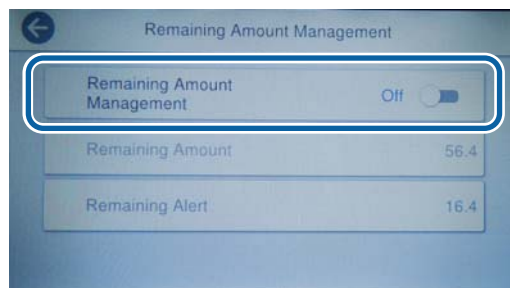 Remaining Amount Management
Remaining Amount
Management
Off
Remaining Amount
56.4
Remaining Alert
16.4